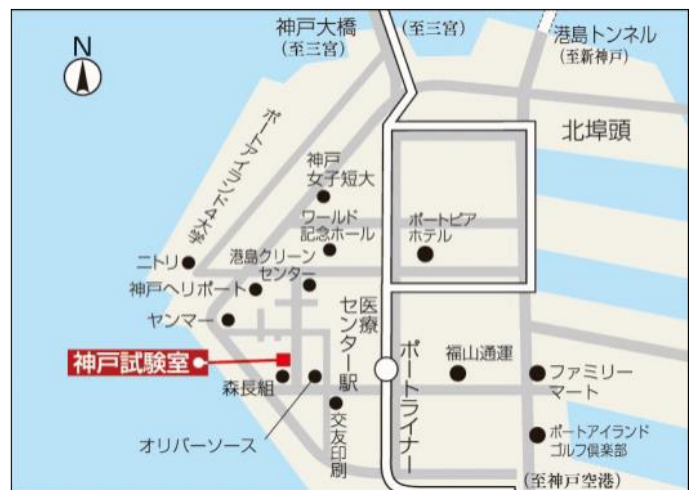 神戸大橋
(至三宮)
(至三宮)
港島トンネル
(至新神戸)
N
北埠頭
ポートアイランド4大学
神戸
女子短大
ワールド
記念ホール
ポートピア
ホテル
港島クリーン
センター
ニトリ
神戸ヘリポート
ヤンマー
医療
センター駅
ポートライナー
神戸試験室
森長組
福山通運
ファミリー
マート
オリバーソース
交友印刷
ポートアイランド
ゴルフ倶楽部
(至神戸空港)